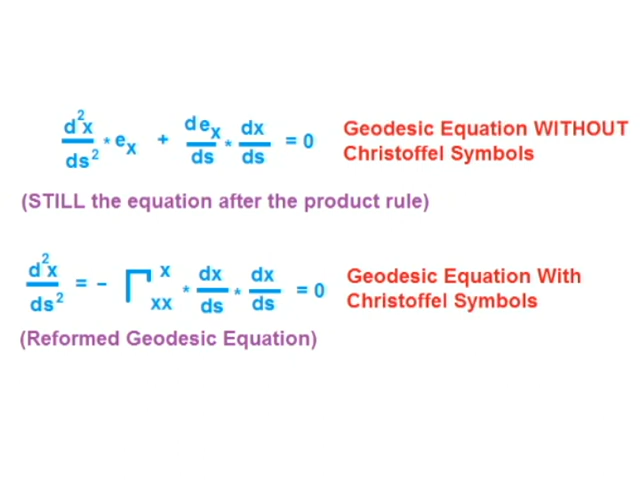 d²x/ds² * eₓ + deₓ/ds * dx/ds = 0
Geodesic Equation WITHOUT
Christoffel Symbols
(STILL the equation after the product rule)
d²x/ds² = - Γ^x_xx * dx/ds * dx/ds = 0
Geodesic Equation With
Christoffel Symbols
(Reformed Geodesic Equation)